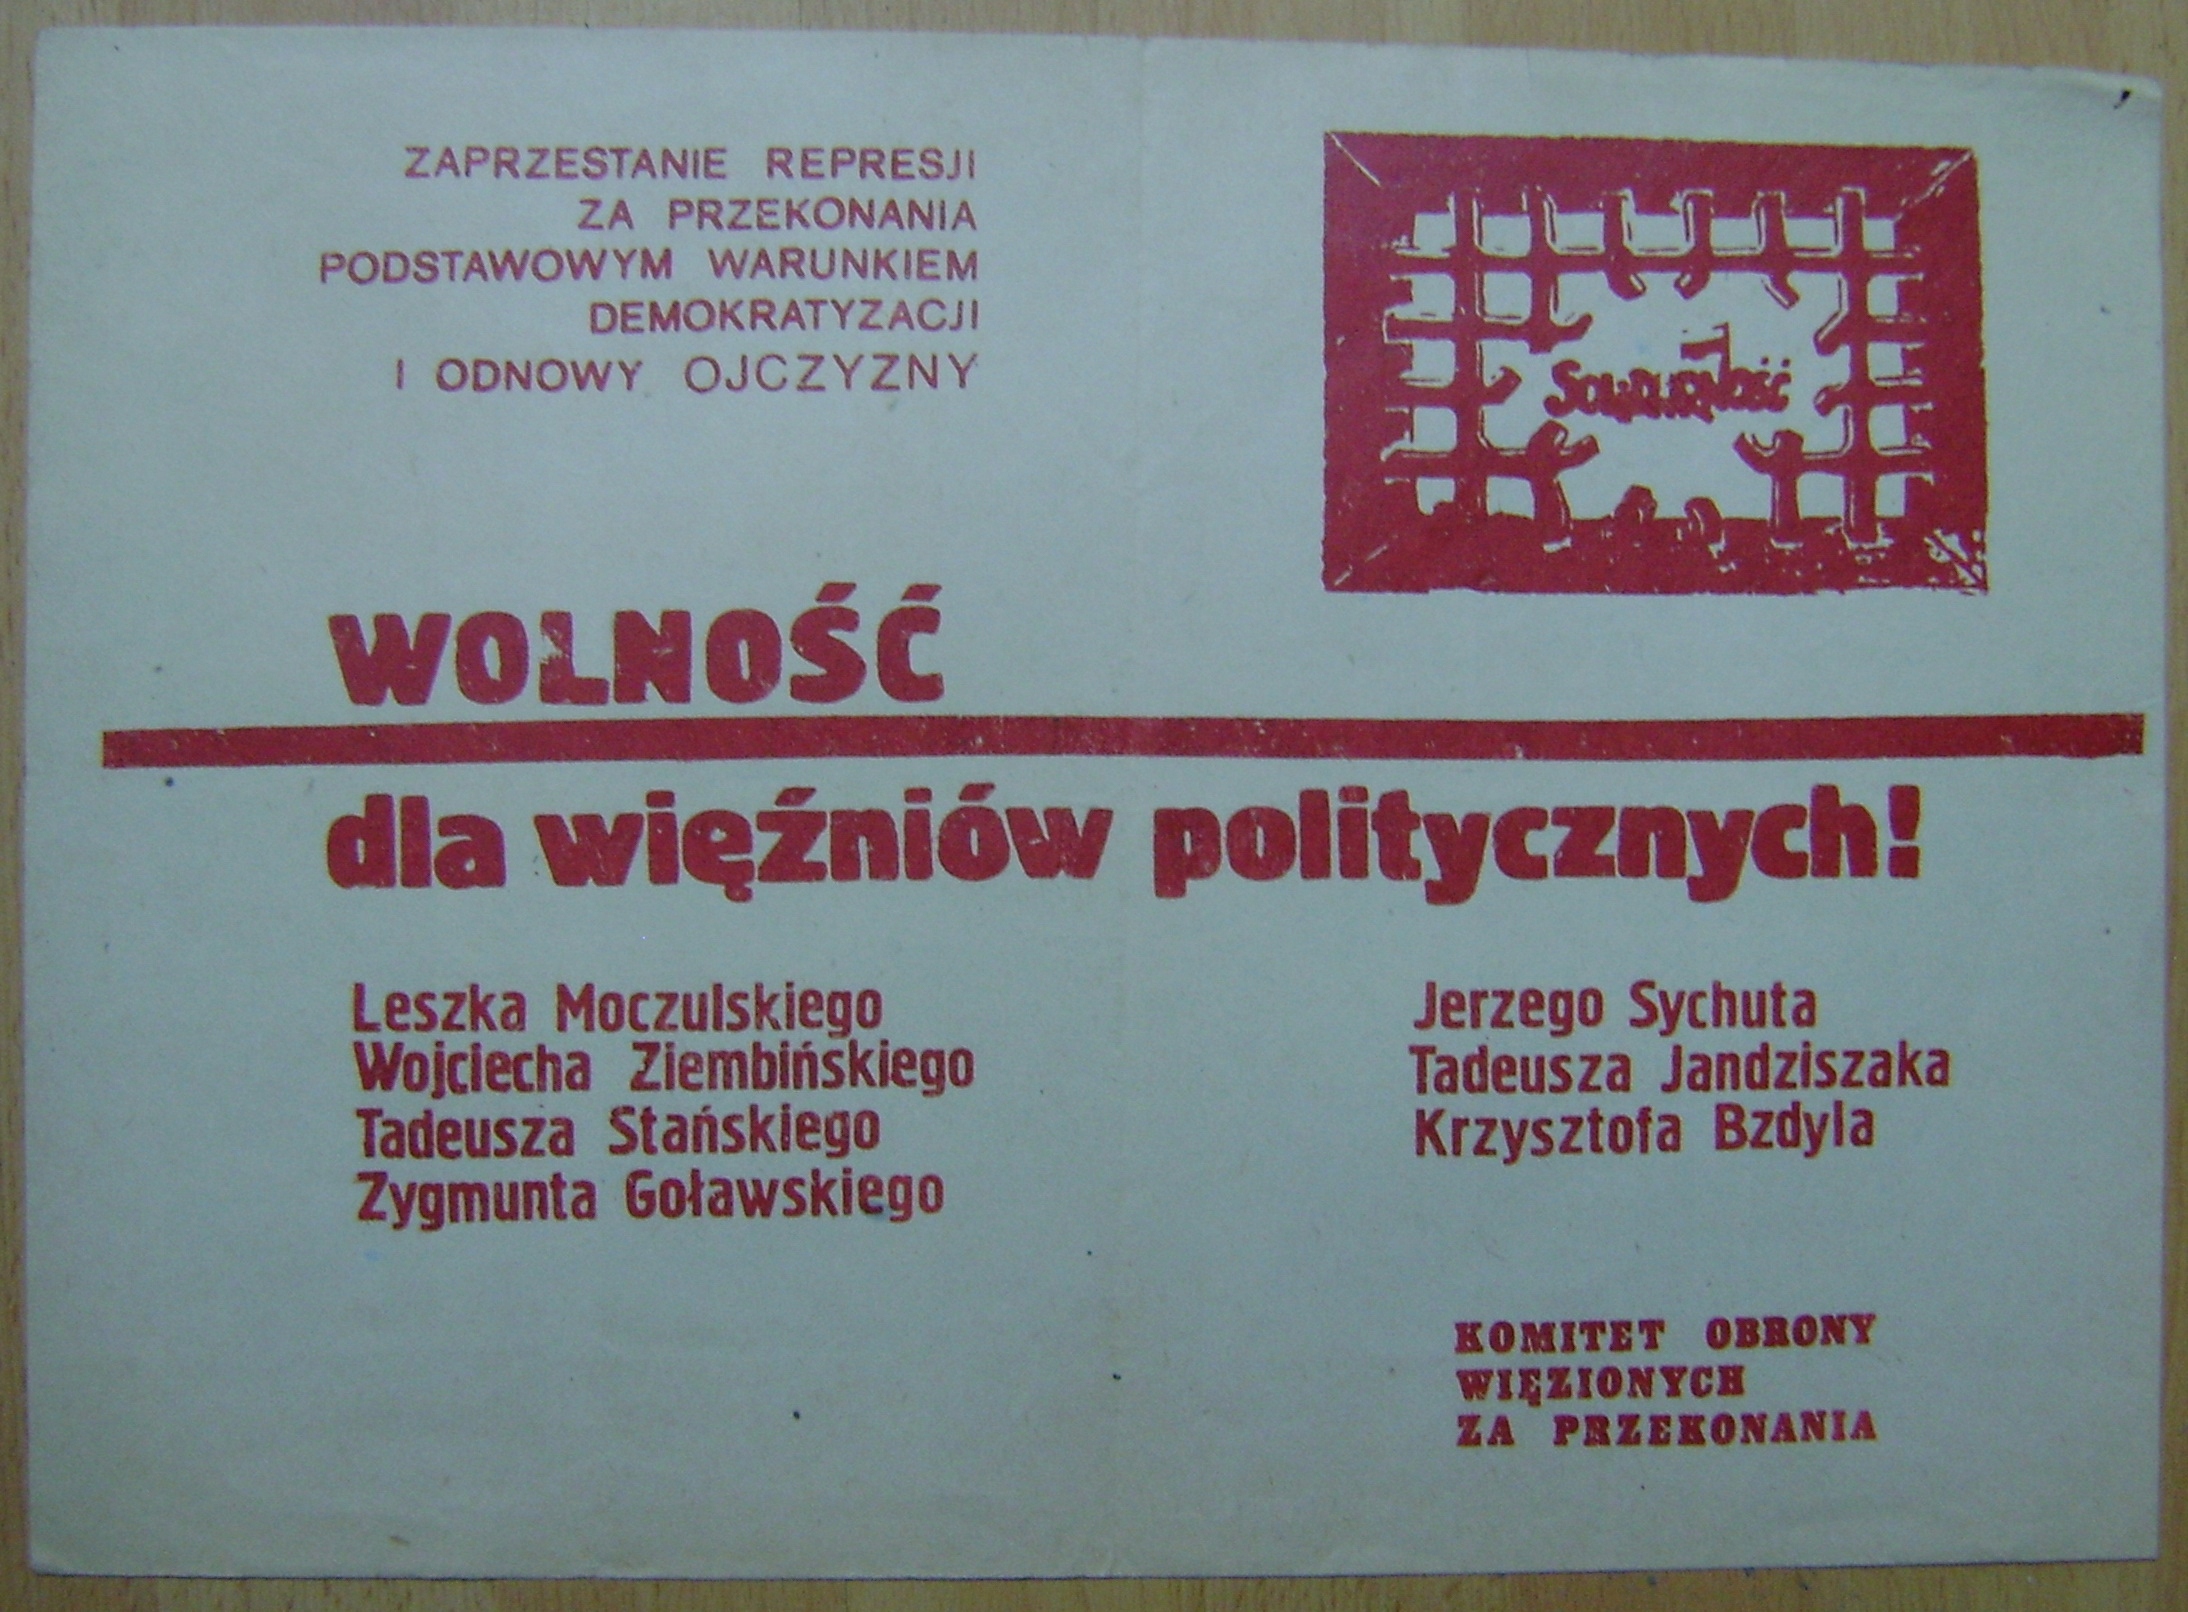 ZAPRZESTANIE REPRESJI
ZA PRZEKONANIA
PODSTAWOWYM WARUNKIEM
DEMOKRATYZACJI
I ODNOWY OJCZYZNY
SOLIDARNOŚĆ
WOLNOŚĆ
dla więźniów politycznych!
Leszka Moczulskiego
Wojciecha Ziembińskiego
Tadeusza Stańskiego
Zygmunta Goławskiego
Jerzego Sychuta
Tadeusza Jandziszaka
Krzysztofa Bzdyla
KOMITET OBRONY
WIĘZIONYCH
ZA PRZEKONANIA